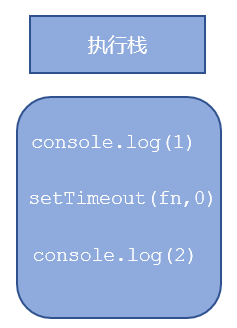 执行栈
console.log(1)
setTimeout(fn,0)
console.log(2)